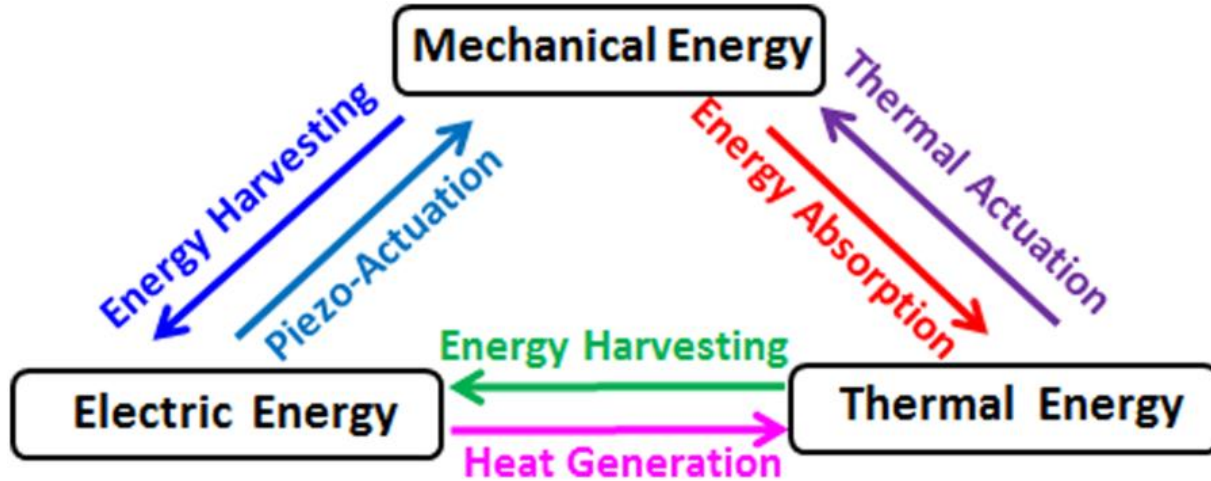 Mechanical Energy
Energy Harvesting
Piezo-Actuation
Energy Absorption
Thermal Actuation
Energy Harvesting
Electric Energy
Thermal Energy
Heat Generation